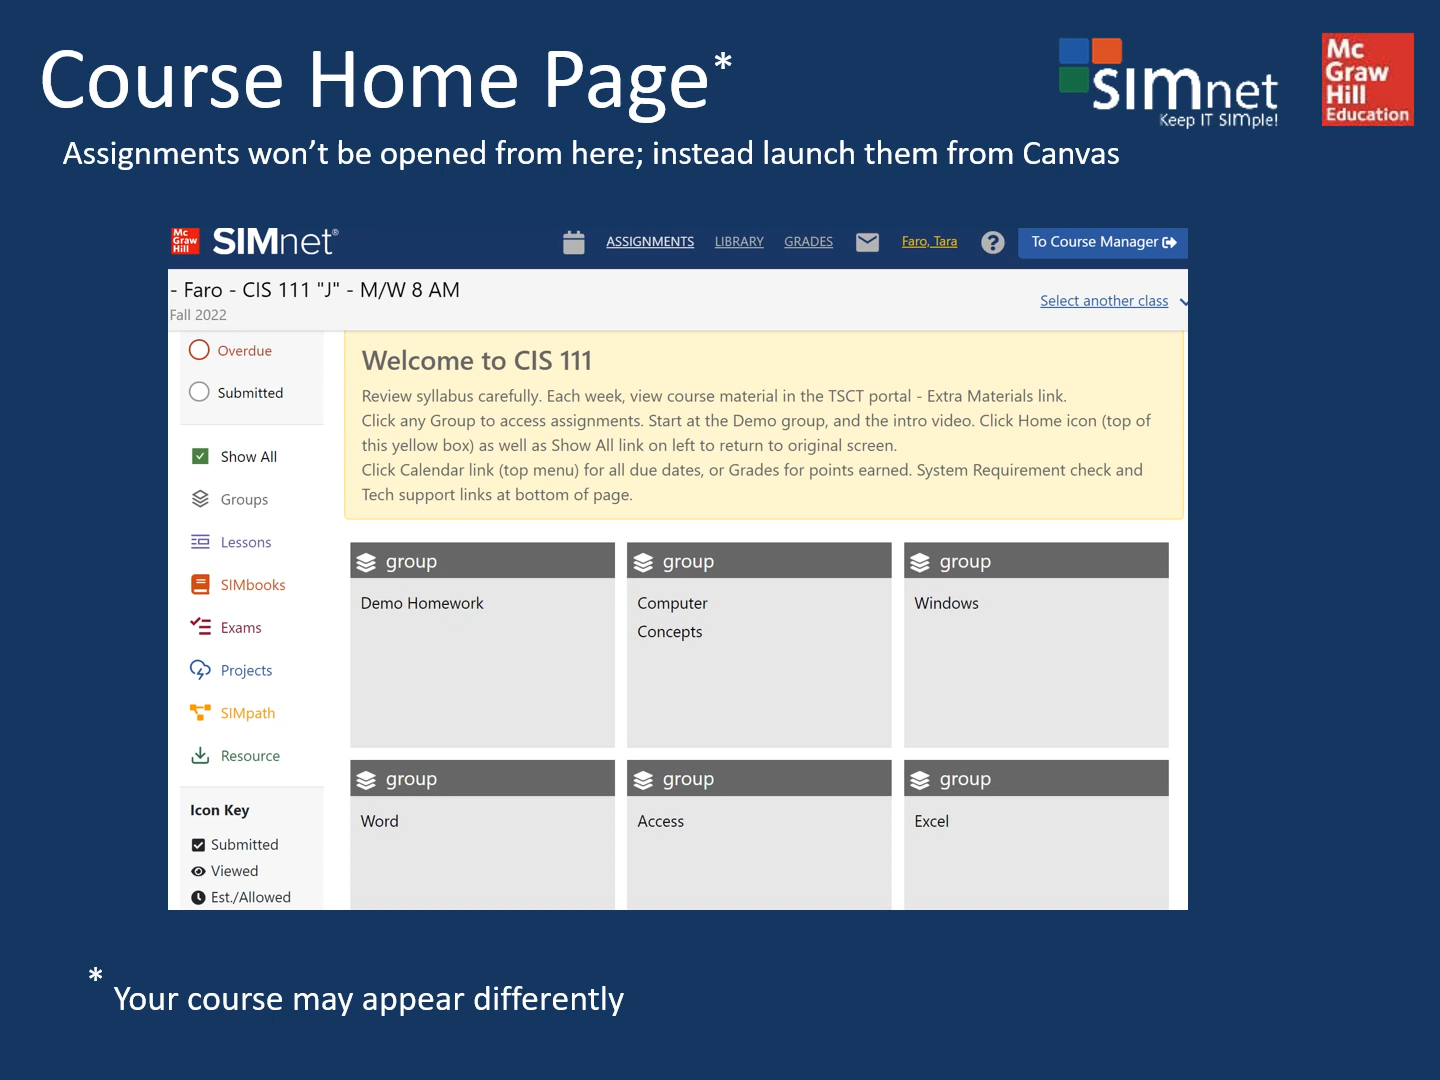 Course Home Page*
Assignments won't be opened from here; instead launch them from Canvas
SIMnet
Keep IT SIMple!
Mc
Graw
Hill
Education
Mc
Graw
Hill
SIMnet®
ASSIGNMENTS LIBRARY GRADES Faro, Tara ? To Course Manager
- Faro - CIS 111 "J" - M/W 8 AM
Fall 2022
Select another class
Overdue
Submitted
Show All
Groups
Lessons
SIMbooks
Exams
Projects
SIMpath
Resource
Icon Key
Submitted
Viewed
Est./Allowed
Welcome to CIS 111
Review syllabus carefully. Each week, view course material in the TSCT portal - Extra Materials link.
Click any Group to access assignments. Start at the Demo group, and the intro video. Click Home icon (top of
this yellow box) as well as Show All link on left to return to original screen.
Click Calendar link (top menu) for all due dates, or Grades for points earned. System Requirement check and
Tech support links at bottom of page.
group
Demo Homework
group
Computer
Concepts
group
Windows
group
Word
group
Access
group
Excel
* Your course may appear differently